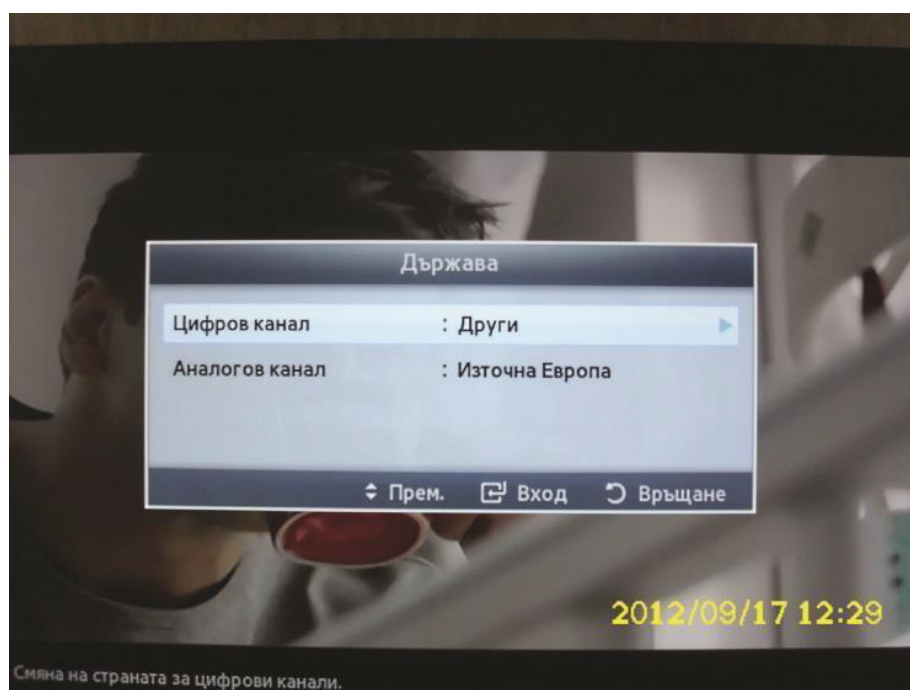 Държава
Цифров канал : Други
Аналогов канал : Източна Европа
Прем. Вход Връщане
2012/09/17 12:29
Смяна на страната за цифрови канали.